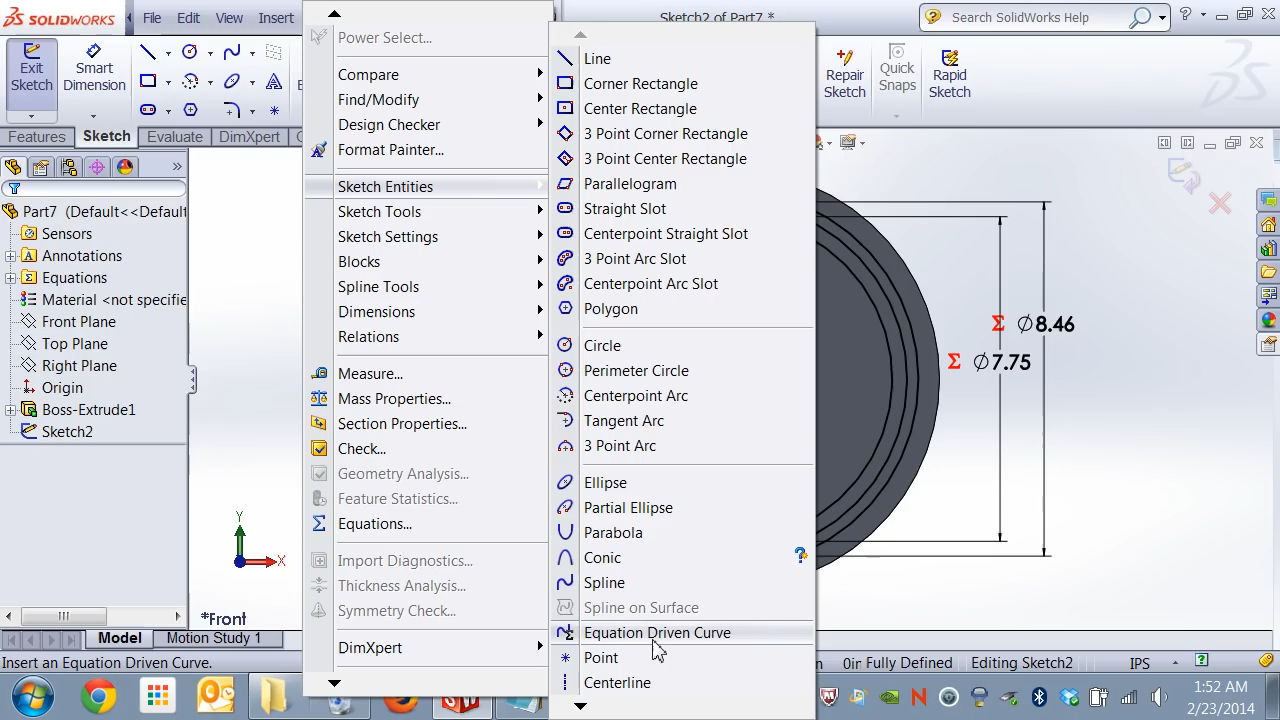 SOLIDWORKS
File
Edit
View
Insert
Sketch2 of Part7 *
Search SolidWorks Help
Exit
Sketch
Smart
Dimension
Repair
Sketch
Quick
Snaps
Rapid
Sketch
Features
Sketch
Evaluate
DimXpert
Part7 (Default<<Default
Sensors
Annotations
Equations
Material <not specifie
Front Plane
Top Plane
Right Plane
Origin
Boss-Extrude1
Sketch2
Power Select...
Compare
Find/Modify
Design Checker
Format Painter...
Sketch Entities
Sketch Tools
Sketch Settings
Blocks
Spline Tools
Dimensions
Relations
Measure...
Mass Properties...
Section Properties...
Check...
Geometry Analysis...
Feature Statistics...
Equations...
Import Diagnostics...
Thickness Analysis...
Symmetry Check...
DimXpert
Line
Corner Rectangle
Center Rectangle
3 Point Corner Rectangle
3 Point Center Rectangle
Parallelogram
Straight Slot
Centerpoint Straight Slot
3 Point Arc Slot
Centerpoint Arc Slot
Polygon
Circle
Perimeter Circle
Centerpoint Arc
Tangent Arc
3 Point Arc
Ellipse
Partial Ellipse
Parabola
Conic
Spline
Spline on Surface
Equation Driven Curve
Point
Centerline
Σ ∅8.46
Σ ∅7.75
Y
X
*Front
Model
Motion Study 1
Insert an Equation Driven Curve.
0in Fully Defined
Editing Sketch2
IPS
1:52 AM
2/23/2014